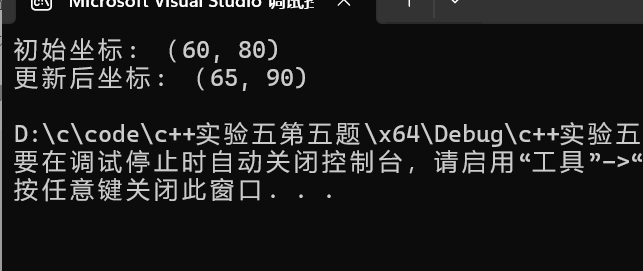 Microsoft Visual Studio 调试控
初始坐标: (60, 80)
更新后坐标: (65, 90)
D:\c\code\c++实验五第五题\x64\Debug\c++实验五
要在调试停止时自动关闭控制台，请启用“工具”->“
按任意键关闭此窗口. . .